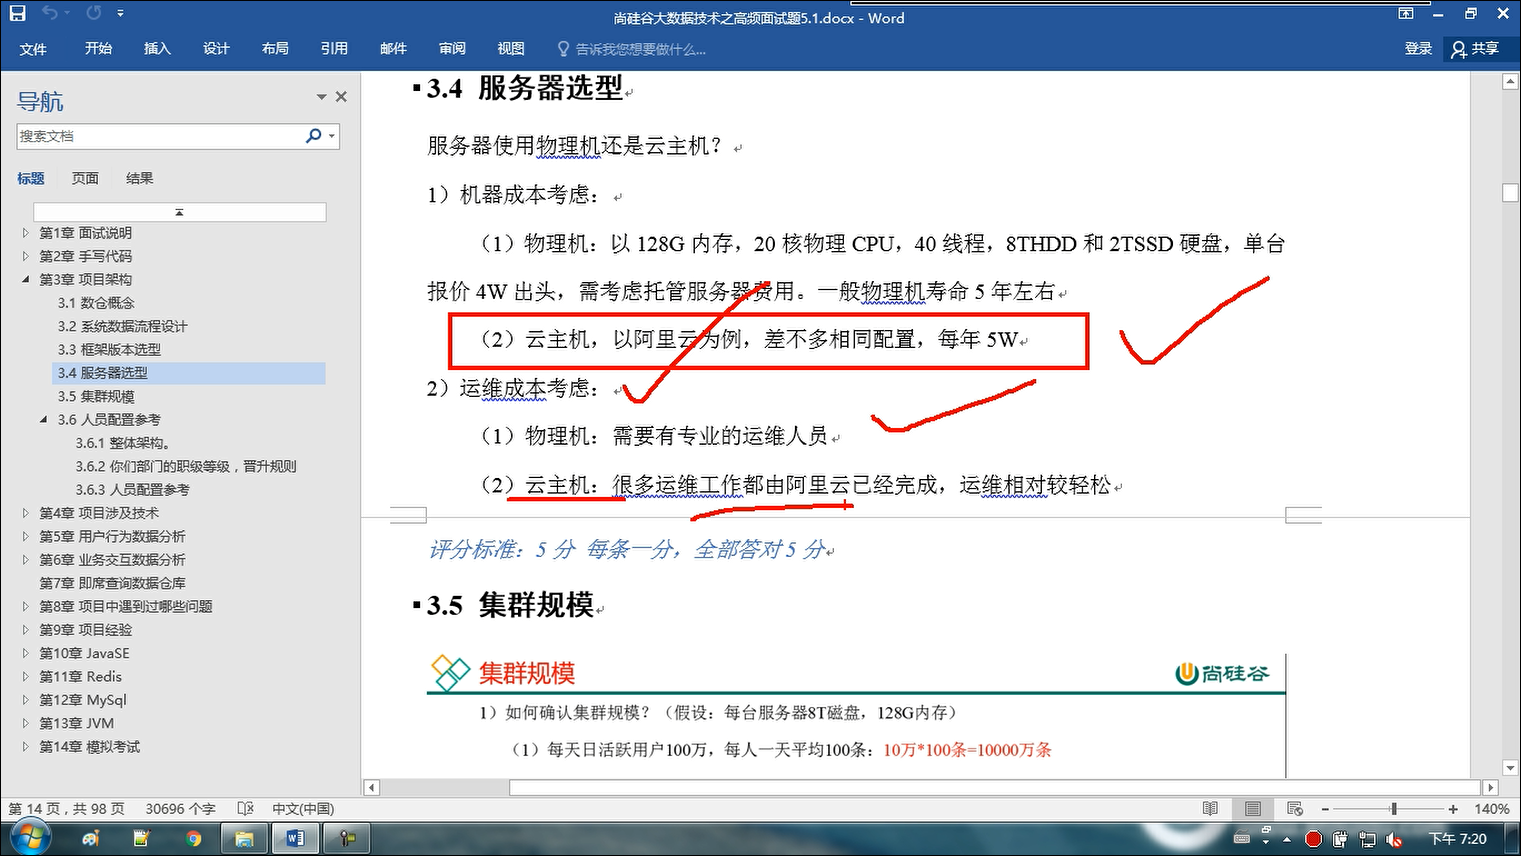 尚硅谷大数据技术之高频面试题5.1.docx - Word
文件 开始 插入 设计 布局 引用 邮件 审阅 视图 告诉我您想要做什么... 登录 共享
导航
搜索文档
标题 页面 结果
第1章 面试说明
第2章 手写代码
第3章 项目架构
3.1 数仓概念
3.2 系统数据流程设计
3.3 框架版本选型
3.4 服务器选型
3.5 集群规模
3.6 人员配置参考
3.6.1 整体架构。
3.6.2 你们部门的职级等级，晋升规则
3.6.3 人员配置参考
第4章 项目涉及技术
第5章 用户行为数据分析
第6章 业务交互数据分析
第7章 即席查询数据仓库
第8章 项目中遇到过哪些问题
第9章 项目经验
第10章 JavaSE
第11章 Redis
第12章 MySql
第13章 JVM
第14章 模拟考试
3.4 服务器选型
服务器使用物理机还是云主机？
1）机器成本考虑：
（1）物理机：以 128G 内存，20 核物理 CPU，40 线程，8THDD 和 2TSSD 硬盘，单台
报价 4W 出头，需考虑托管服务器费用。一般物理机寿命 5 年左右
（2）云主机，以阿里云为例，差不多相同配置，每年 5W
2）运维成本考虑：
（1）物理机：需要有专业的运维人员
（2）云主机：很多运维工作都由阿里云已经完成，运维相对较轻松
评分标准：5 分 每条一分，全部答对 5 分
3.5 集群规模
集群规模
尚硅谷
1）如何确认集群规模？（假设：每台服务器8T磁盘，128G内存）
（1）每天日活跃用户100万，每人一天平均100条：10万*100条=10000万条
第 14 页，共 98 页 30696 个字 中文(中国) 140%
下午 7:20